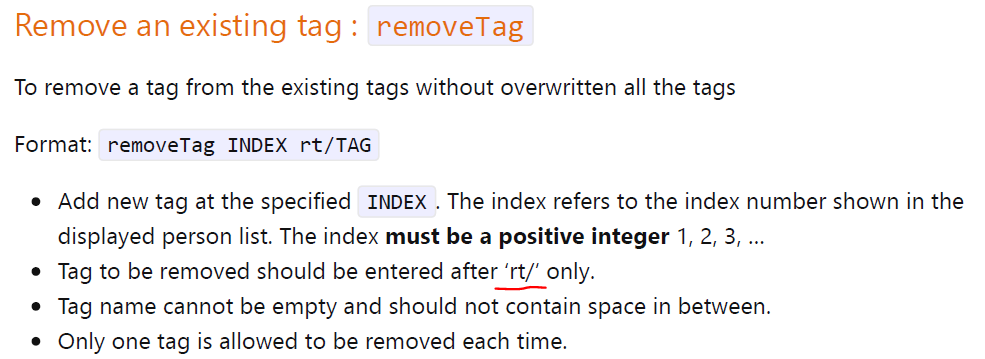 Remove an existing tag : removeTag
To remove a tag from the existing tags without overwritten all the tags
Format: removeTag INDEX rt/TAG
• Add new tag at the specified INDEX. The index refers to the index number shown in the
displayed person list. The index must be a positive integer 1, 2, 3, …
• Tag to be removed should be entered after ‘rt/’ only.
• Tag name cannot be empty and should not contain space in between.
• Only one tag is allowed to be removed each time.